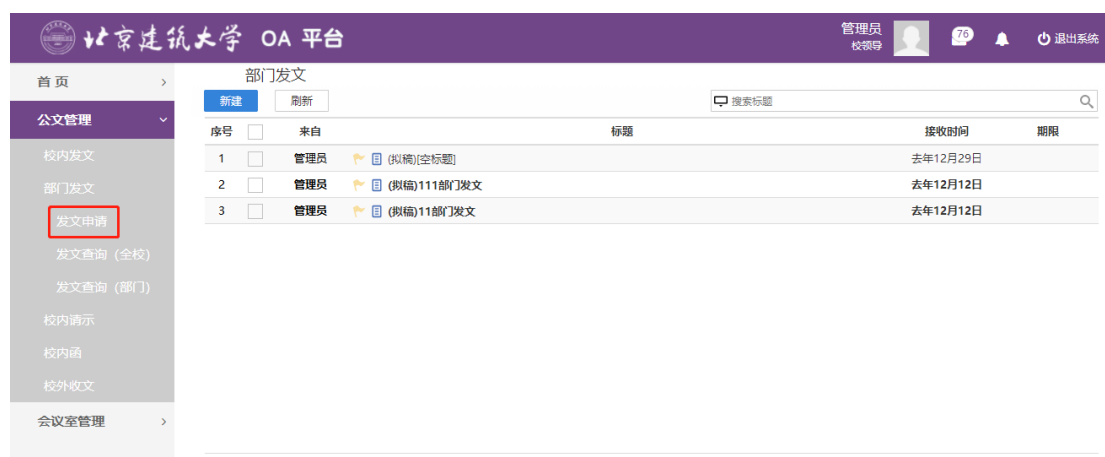 北京建筑大学 OA 平台
管理员
校领导
76
退出系统
首 页
公文管理
校内发文
部门发文
发文申请
发文查询（全校）
发文查询（部门）
校内请示
校内函
校外收文
会议室管理
部门发文
新建 刷新 搜索标题
序号 来自 标题 接收时间 期限
1 管理员 (拟稿)[空标题] 去年12月29日
2 管理员 (拟稿)111部门发文 去年12月12日
3 管理员 (拟稿)11部门发文 去年12月12日